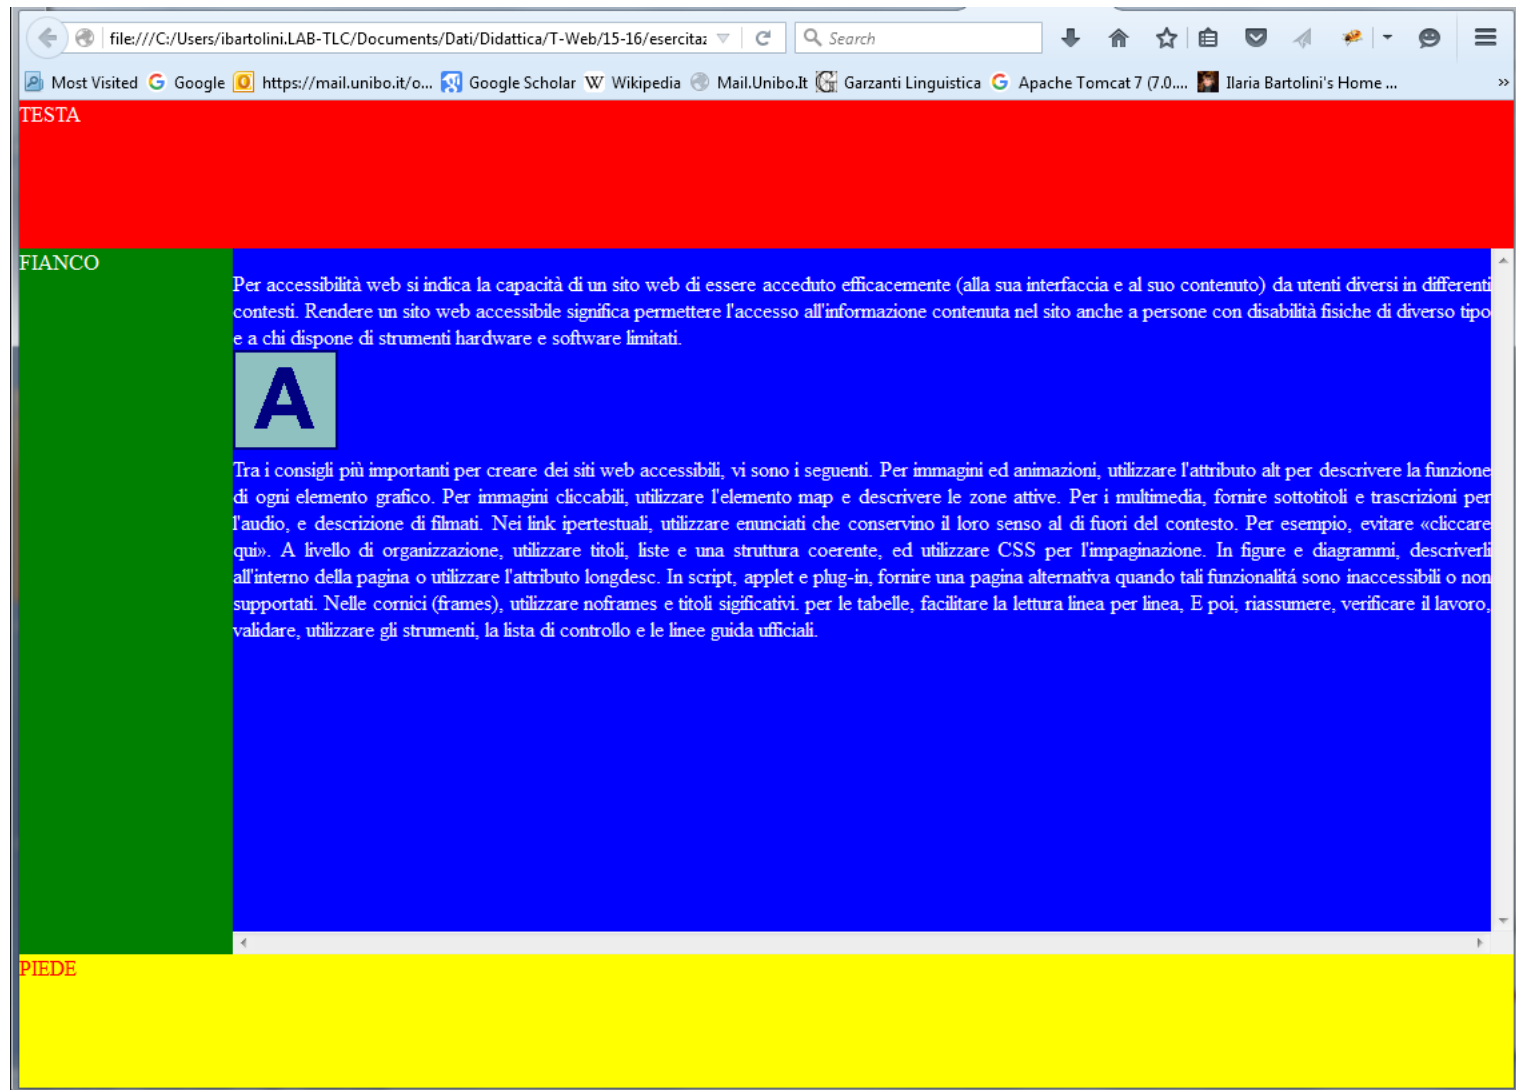 file:///C:/Users/ibartolini.LAB-TLC/Documents/Dati/Didattica/T-Web/15-16/esercitaz
Search
Most Visited Google https://mail.unibo.it/o... Google Scholar W Wikipedia Mail.Unibo.It Garzanti Linguistica Apache Tomcat 7 (7.0.... Ilaria Bartolini's Home ... »
TESTA
FIANCO
Per accessibilità web si indica la capacità di un sito web di essere acceduto efficacemente (alla sua interfaccia e al suo contenuto) da utenti diversi in differenti
contesti. Rendere un sito web accessibile significa permettere l'accesso all'informazione contenuta nel sito anche a persone con disabilità fisiche di diverso tipo
e a chi dispone di strumenti hardware e software limitati.
A
Tra i consigli più importanti per creare dei siti web accessibili, vi sono i seguenti. Per immagini ed animazioni, utilizzare l'attributo alt per descrivere la funzione
di ogni elemento grafico. Per immagini cliccabili, utilizzare l'elemento map e descrivere le zone attive. Per i multimedia, fornire sottotitoli e trascrizioni per
l'audio, e descrizione di filmati. Nei link ipertestuali, utilizzare enunciati che conservino il loro senso al di fuori del contesto. Per esempio, evitare «cliccare
qui». A livello di organizzazione, utilizzare titoli, liste e una struttura coerente, ed utilizzare CSS per l'impaginazione. In figure e diagrammi, descriverli
all'interno della pagina o utilizzare l'attributo longdesc. In script, applet e plug-in, fornire una pagina alternativa quando tali funzionalitá sono inaccessibili o non
supportati. Nelle cornici (frames), utilizzare noframes e titoli sigificativi. per le tabelle, facilitare la lettura linea per linea, E poi, riassumere, verificare il lavoro,
validare, utilizzare gli strumenti, la lista di controllo e le linee guida ufficiali.
PIEDE